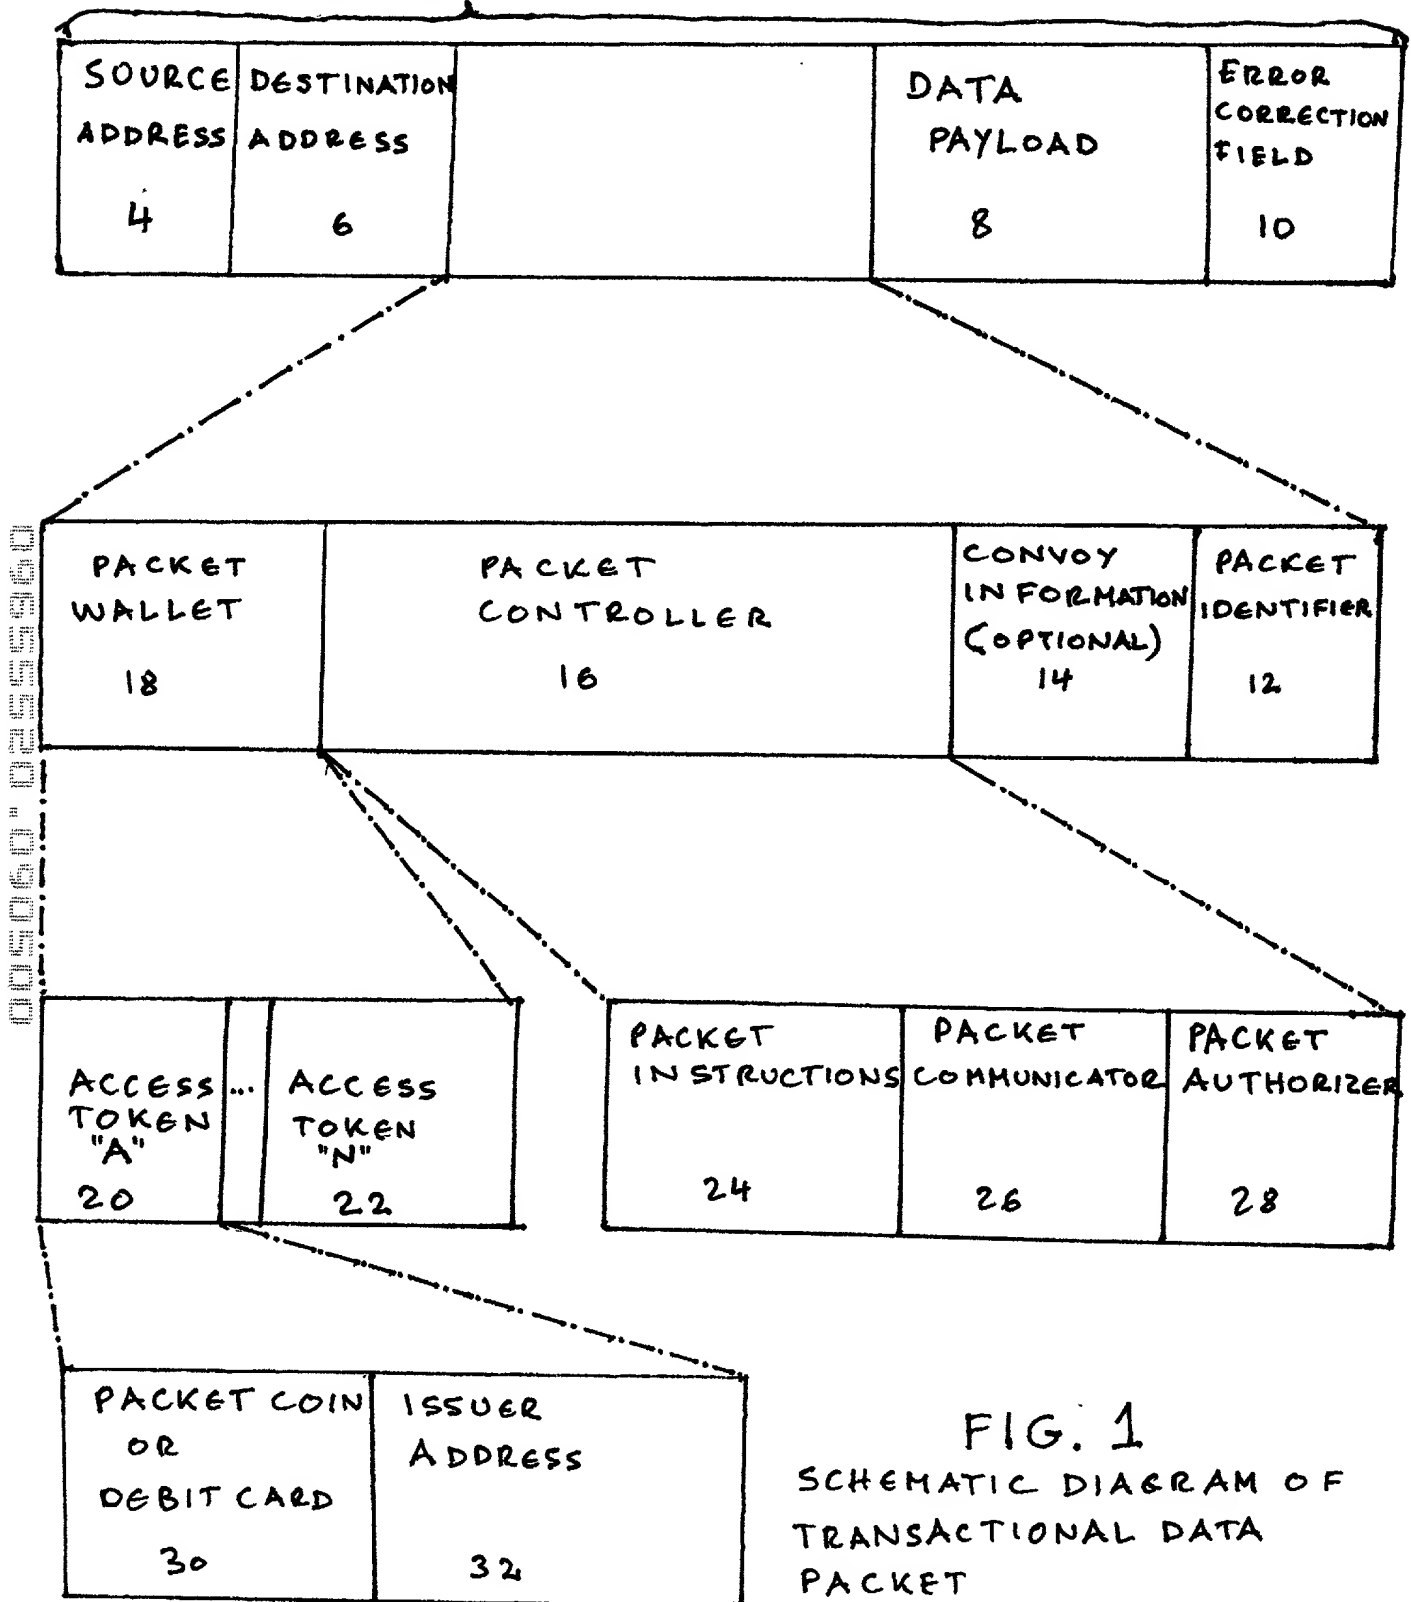 SOURCE
ADDRESS
4
DESTINATION
ADDRESS
6
DATA
PAYLOAD
8
ERROR
CORRECTION
FIELD
10
PACKET
WALLET
18
PACKET
CONTROLLER
16
CONVOY
INFORMATION
(OPTIONAL)
14
PACKET
IDENTIFIER
12
ACCESS
TOKEN
"A"
20
...
ACCESS
TOKEN
"N"
22
PACKET
INSTRUCTIONS
24
PACKET
COMMUNICATOR
26
PACKET
AUTHORIZER
28
PACKET COIN
OR
DEBIT CARD
30
ISSUER
ADDRESS
32
FIG. 1
SCHEMATIC DIAGRAM OF
TRANSACTIONAL DATA
PACKET